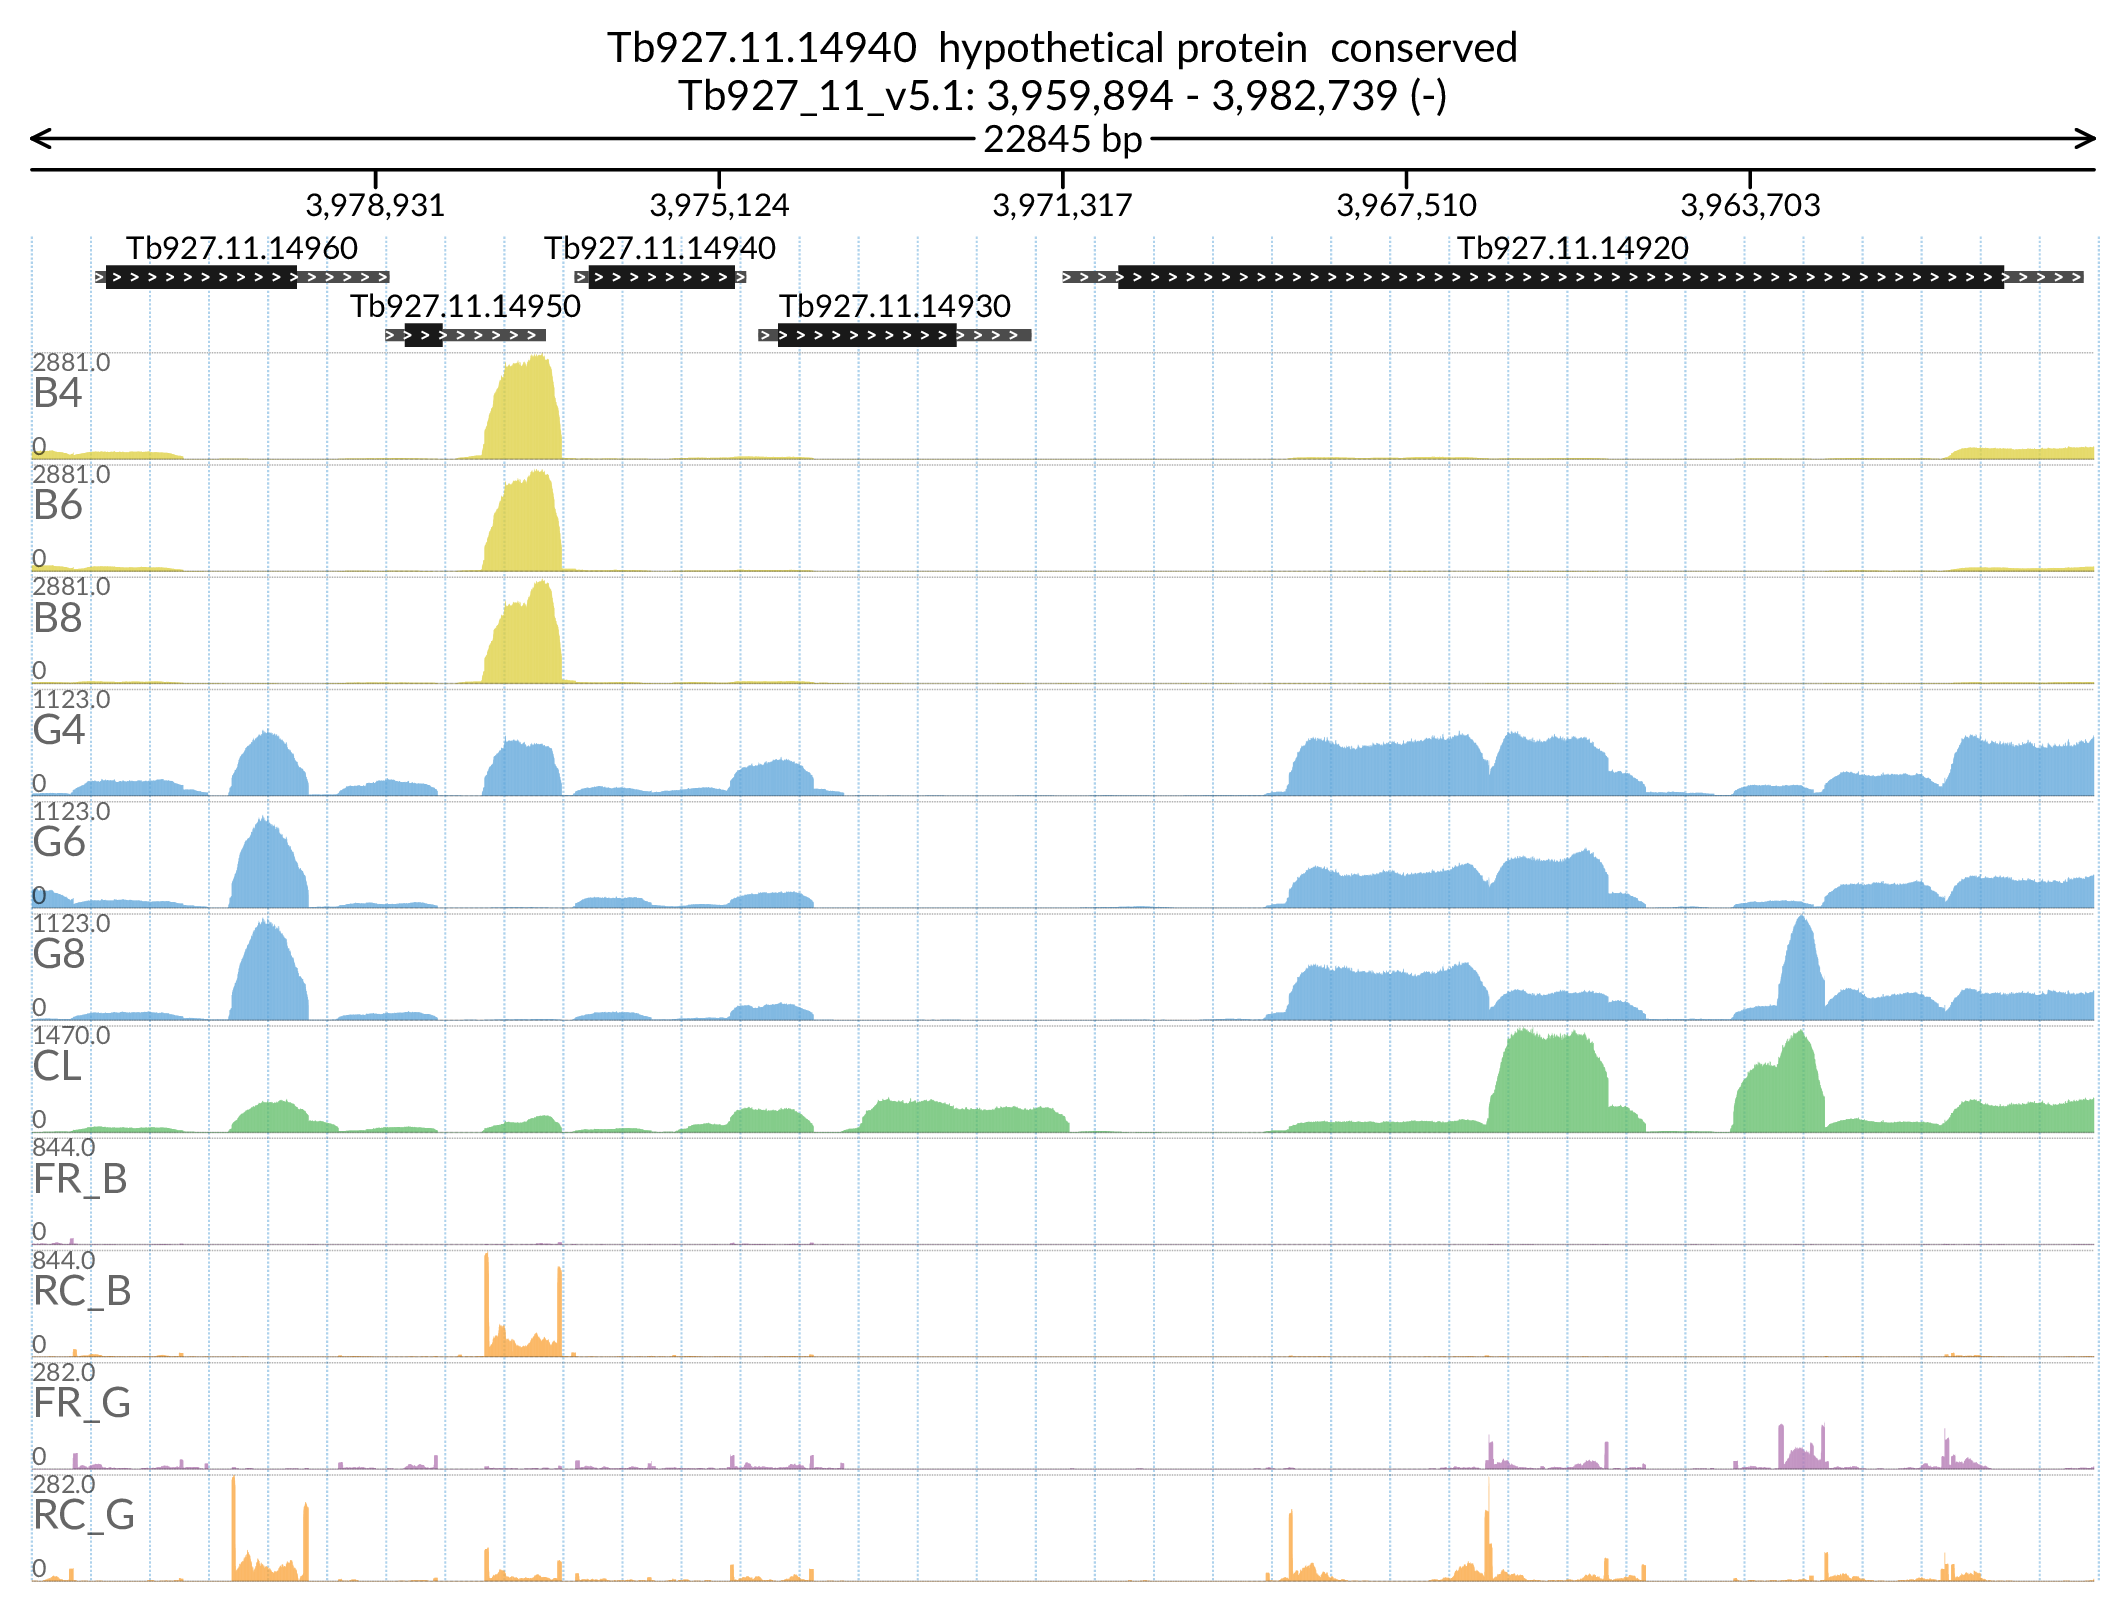 Tb927.11.14940  hypothetical protein  conserved
Tb927_11_v5.1: 3,959,894 - 3,982,739 (-)
22845 bp
3,978,931 3,975,124 3,971,317 3,967,510 3,963,703
Tb927.11.14960 Tb927.11.14940 Tb927.11.14920
Tb927.11.14950 Tb927.11.14930
2881.0
B4
0
2881.0
B6
0
2881.0
B8
0
1123.0
G4
0
1123.0
G6
0
1123.0
G8
0
1470.0
CL
0
844.0
FR_B
0
844.0
RC_B
0
282.0
FR_G
0
282.0
RC_G
0